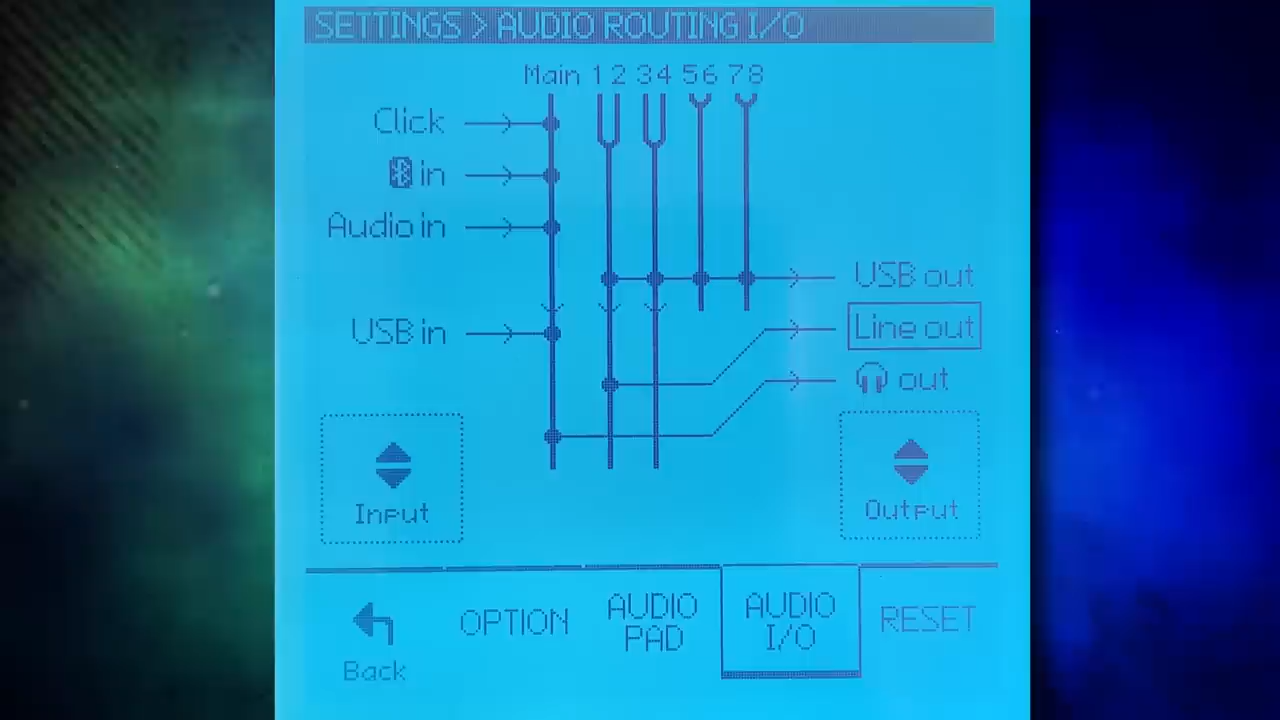 SETTINGS > AUDIO ROUTING I/O
Main 1 2 3 4 5 6 7 8
Click
in
Audio in
USB out
Line out
USB in
out
Input
Output
Back
OPTION
AUDIO
PAD
AUDIO
I/O
RESET